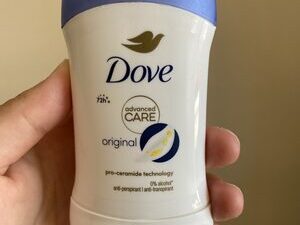 Dove
72h
advanced
CARE
original
pro-ceramide technology
0% alcohol*
anti-perspirant | anti-transpirant